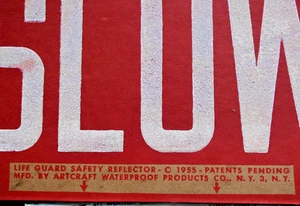 SLOW
LIFE GUARD SAFETY REFLECTOR - © 1955 - PATENTS PENDING
MFD. BY ARTCRAFT WATERPROOF PRODUCTS CO., N.Y. 3, N.Y.